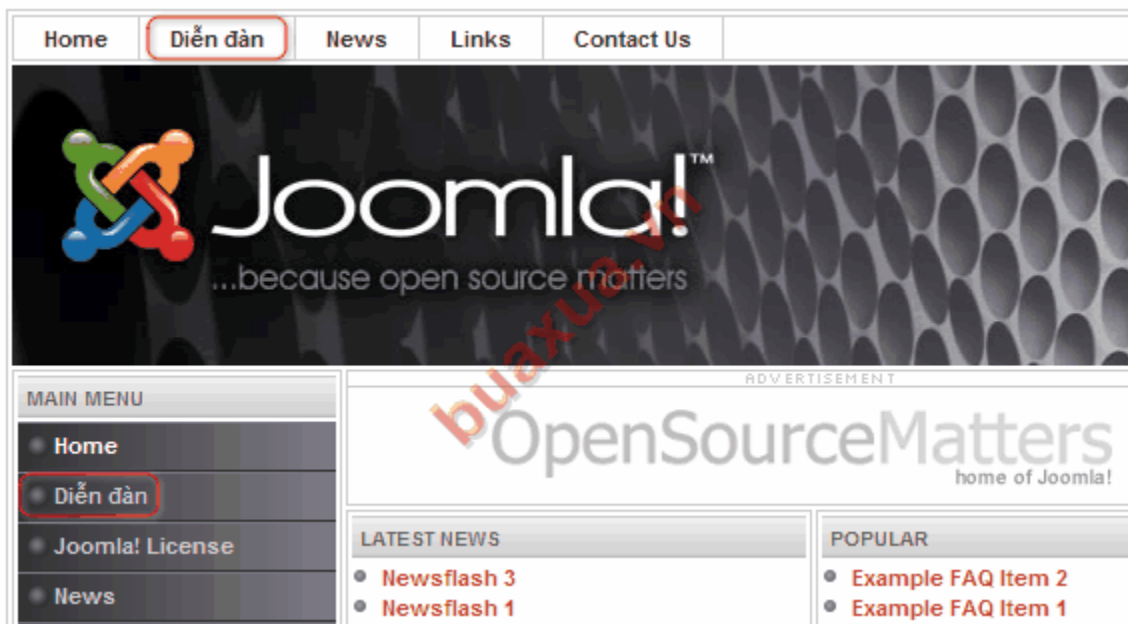 Home Diễn đàn News Links Contact Us
Joomla!™
...because open source matters
buaxua.vn
MAIN MENU
Home
Diễn đàn
Joomla! License
News
ADVERTISEMENT
OpenSourceMatters
home of Joomla!
LATEST NEWS
Newsflash 3
Newsflash 1
POPULAR
Example FAQ Item 2
Example FAQ Item 1